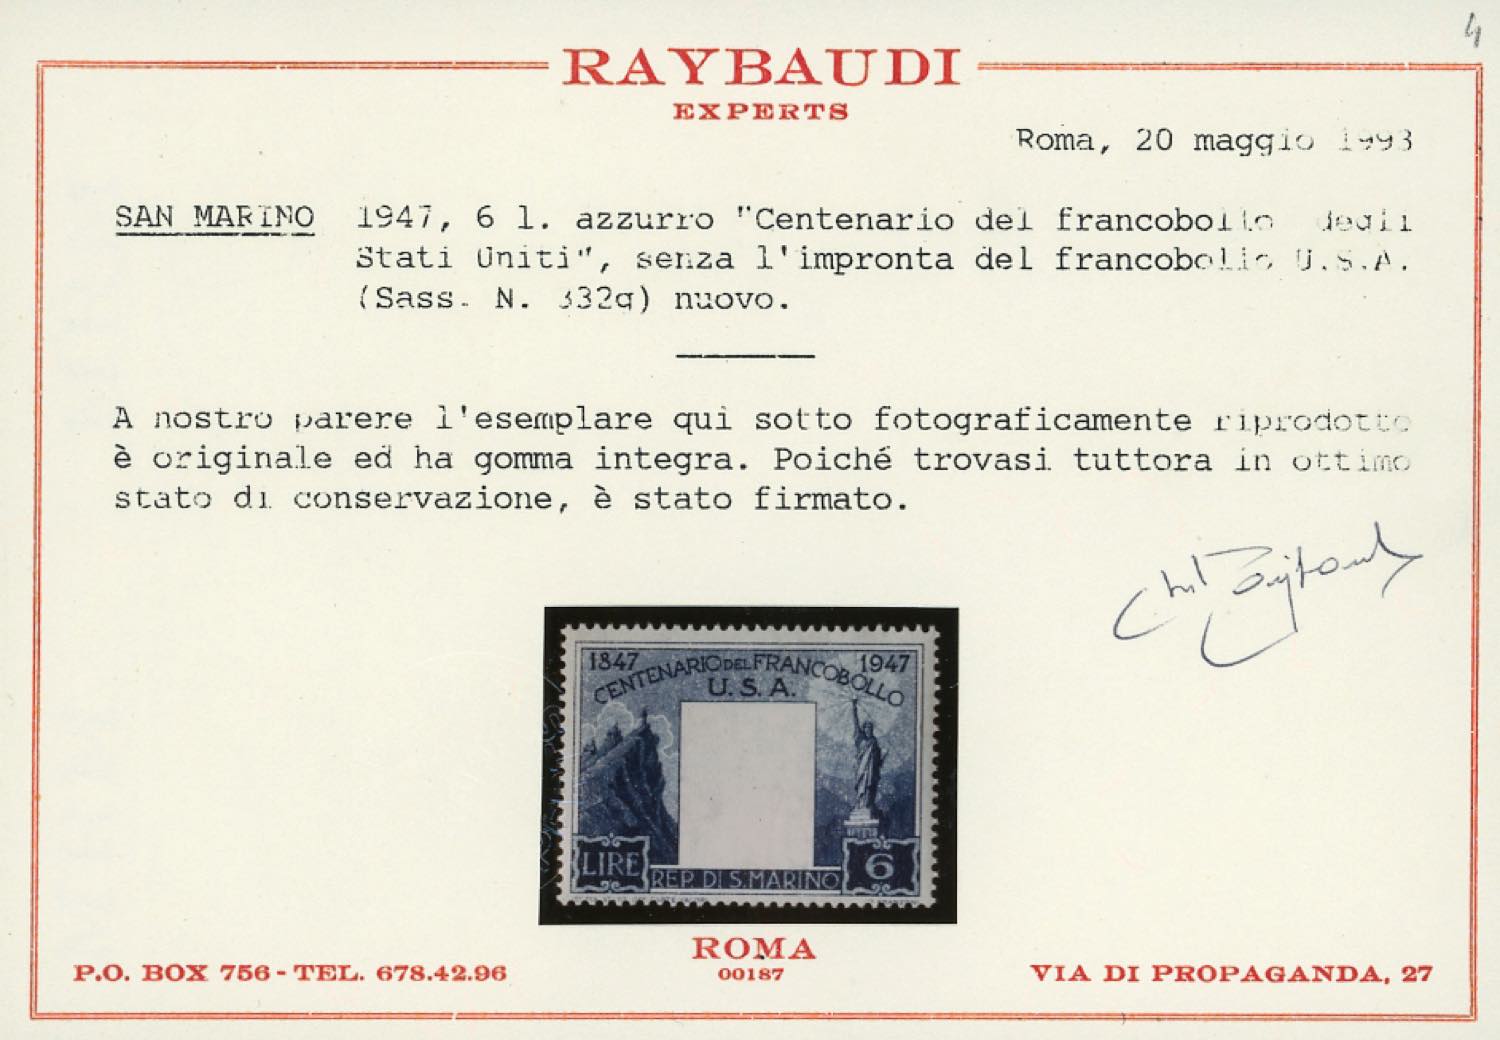 4
RAYBAUDI
EXPERTS
Roma, 20 maggio 1993
SAN MARINO 1947, 6 l. azzurro "Centenario del francobollo degli
Stati Uniti", senza l'impronta del francobollo U.S.A.
(Sass. N. 332q) nuovo.
A nostro parere l'esemplare qui sotto fotograficamente riprodotto
è originale ed ha gomma integra. Poiché trovasi tuttora in ottimo
stato di conservazione, è stato firmato.
1847 1947
CENTENARIO DEL FRANCOBOLLO
U.S.A.
LIRE 6
REP. DI S. MARINO
ROMA
00187
P.O. BOX 756 - TEL. 678.42.96
VIA DI PROPAGANDA, 27